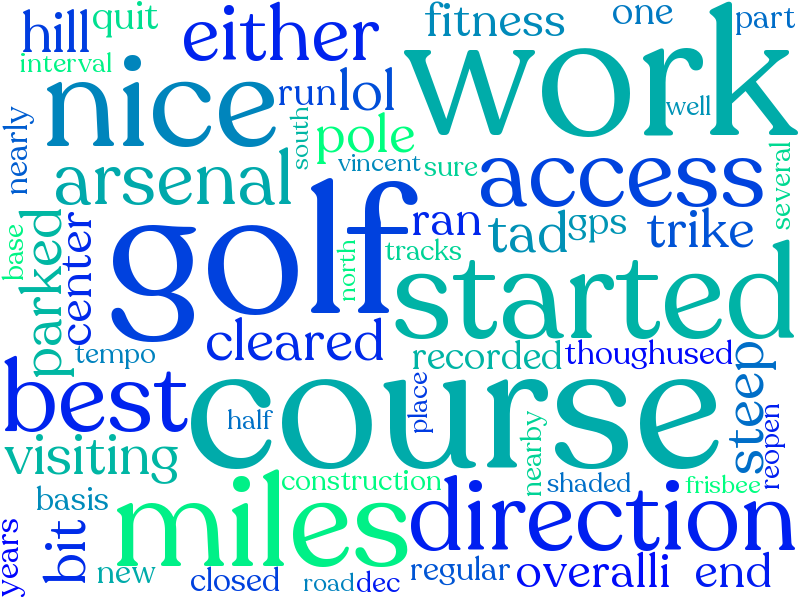 hill
quit
either
fitness
one
part
interval
nice
run
lol
work
well
nearly
arsenal
south
pole
vincent
sure
access
several
base
parked
center
golf
north
ran
tracks
tad
gps
trike
started
cleared
tempo
recorded
thoughused
steep
best
course
half
place
nearby
reopen
visiting
construction
shaded
frisbee
basis
miles
direction
years
bit
new
closed
road
dec
regular
overalli
end